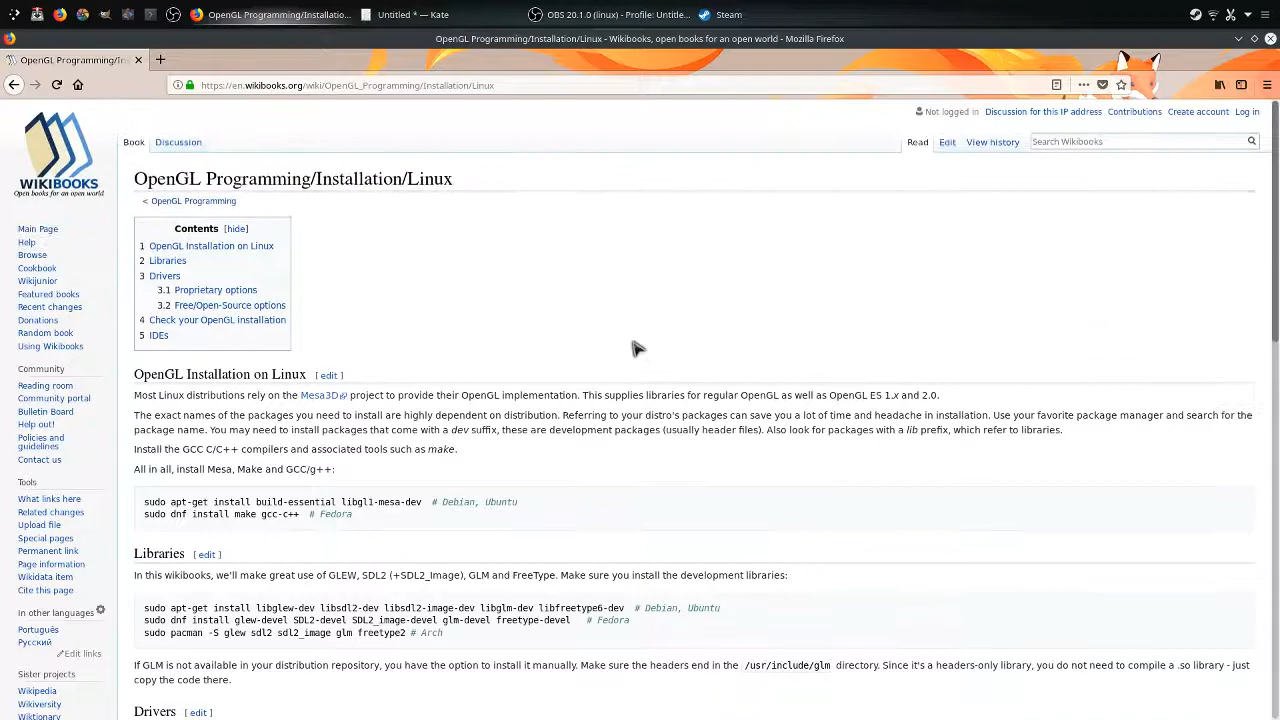 OpenGL Programming/Installatio...
Untitled * — Kate
OBS 20.1.0 (linux) - Profile: Untitle...
Steam
OpenGL Programming/Installation/Linux - Wikibooks, open books for an open world - Mozilla Firefox
OpenGL Programming/In
https://en.wikibooks.org/wiki/OpenGL_Programming/Installation/Linux
Not logged in Discussion for this IP address Contributions Create account Log in
Book Discussion Read Edit View history Search Wikibooks
WIKIBOOKS
Open books for an open world
Main Page
Help
Browse
Cookbook
Wikijunior
Featured books
Recent changes
Donations
Random book
Using Wikibooks
Community
Reading room
Community portal
Bulletin Board
Help out!
Policies and
guidelines
Contact us
Tools
What links here
Related changes
Upload file
Special pages
Permanent link
Page information
Wikidata item
Cite this page
In other languages
Português
Русский
Edit links
Sister projects
Wikipedia
Wikiversity
Wiktionary
OpenGL Programming/Installation/Linux
< OpenGL Programming
Contents [hide]
1 OpenGL Installation on Linux
2 Libraries
3 Drivers
3.1 Proprietary options
3.2 Free/Open-Source options
4 Check your OpenGL installation
5 IDEs
OpenGL Installation on Linux [ edit ]
Most Linux distributions rely on the Mesa3D project to provide their OpenGL implementation. This supplies libraries for regular OpenGL as well as OpenGL ES 1.x and 2.0.
The exact names of the packages you need to install are highly dependent on distribution. Referring to your distro's packages can save you a lot of time and headache in installation. Use your favorite package manager and search for the
package name. You may need to install packages that come with a dev suffix, these are development packages (usually header files). Also look for packages with a lib prefix, which refer to libraries.
Install the GCC C/C++ compilers and associated tools such as make.
All in all, install Mesa, Make and GCC/g++:
sudo apt-get install build-essential libgl1-mesa-dev # Debian, Ubuntu
sudo dnf install make gcc-c++ # Fedora
Libraries [ edit ]
In this wikibooks, we'll make great use of GLEW, SDL2 (+SDL2_Image), GLM and FreeType. Make sure you install the development libraries:
sudo apt-get install libglew-dev libsdl2-dev libsdl2-image-dev libglm-dev libfreetype6-dev # Debian, Ubuntu
sudo dnf install glew-devel SDL2-devel SDL2_image-devel glm-devel freetype-devel # Fedora
sudo pacman -S glew sdl2 sdl2_image glm freetype2 # Arch
If GLM is not available in your distribution repository, you have the option to install it manually. Make sure the headers end in the /usr/include/glm directory. Since it's a headers-only library, you do not need to compile a .so library - just
copy the code there.
Drivers [ edit ]